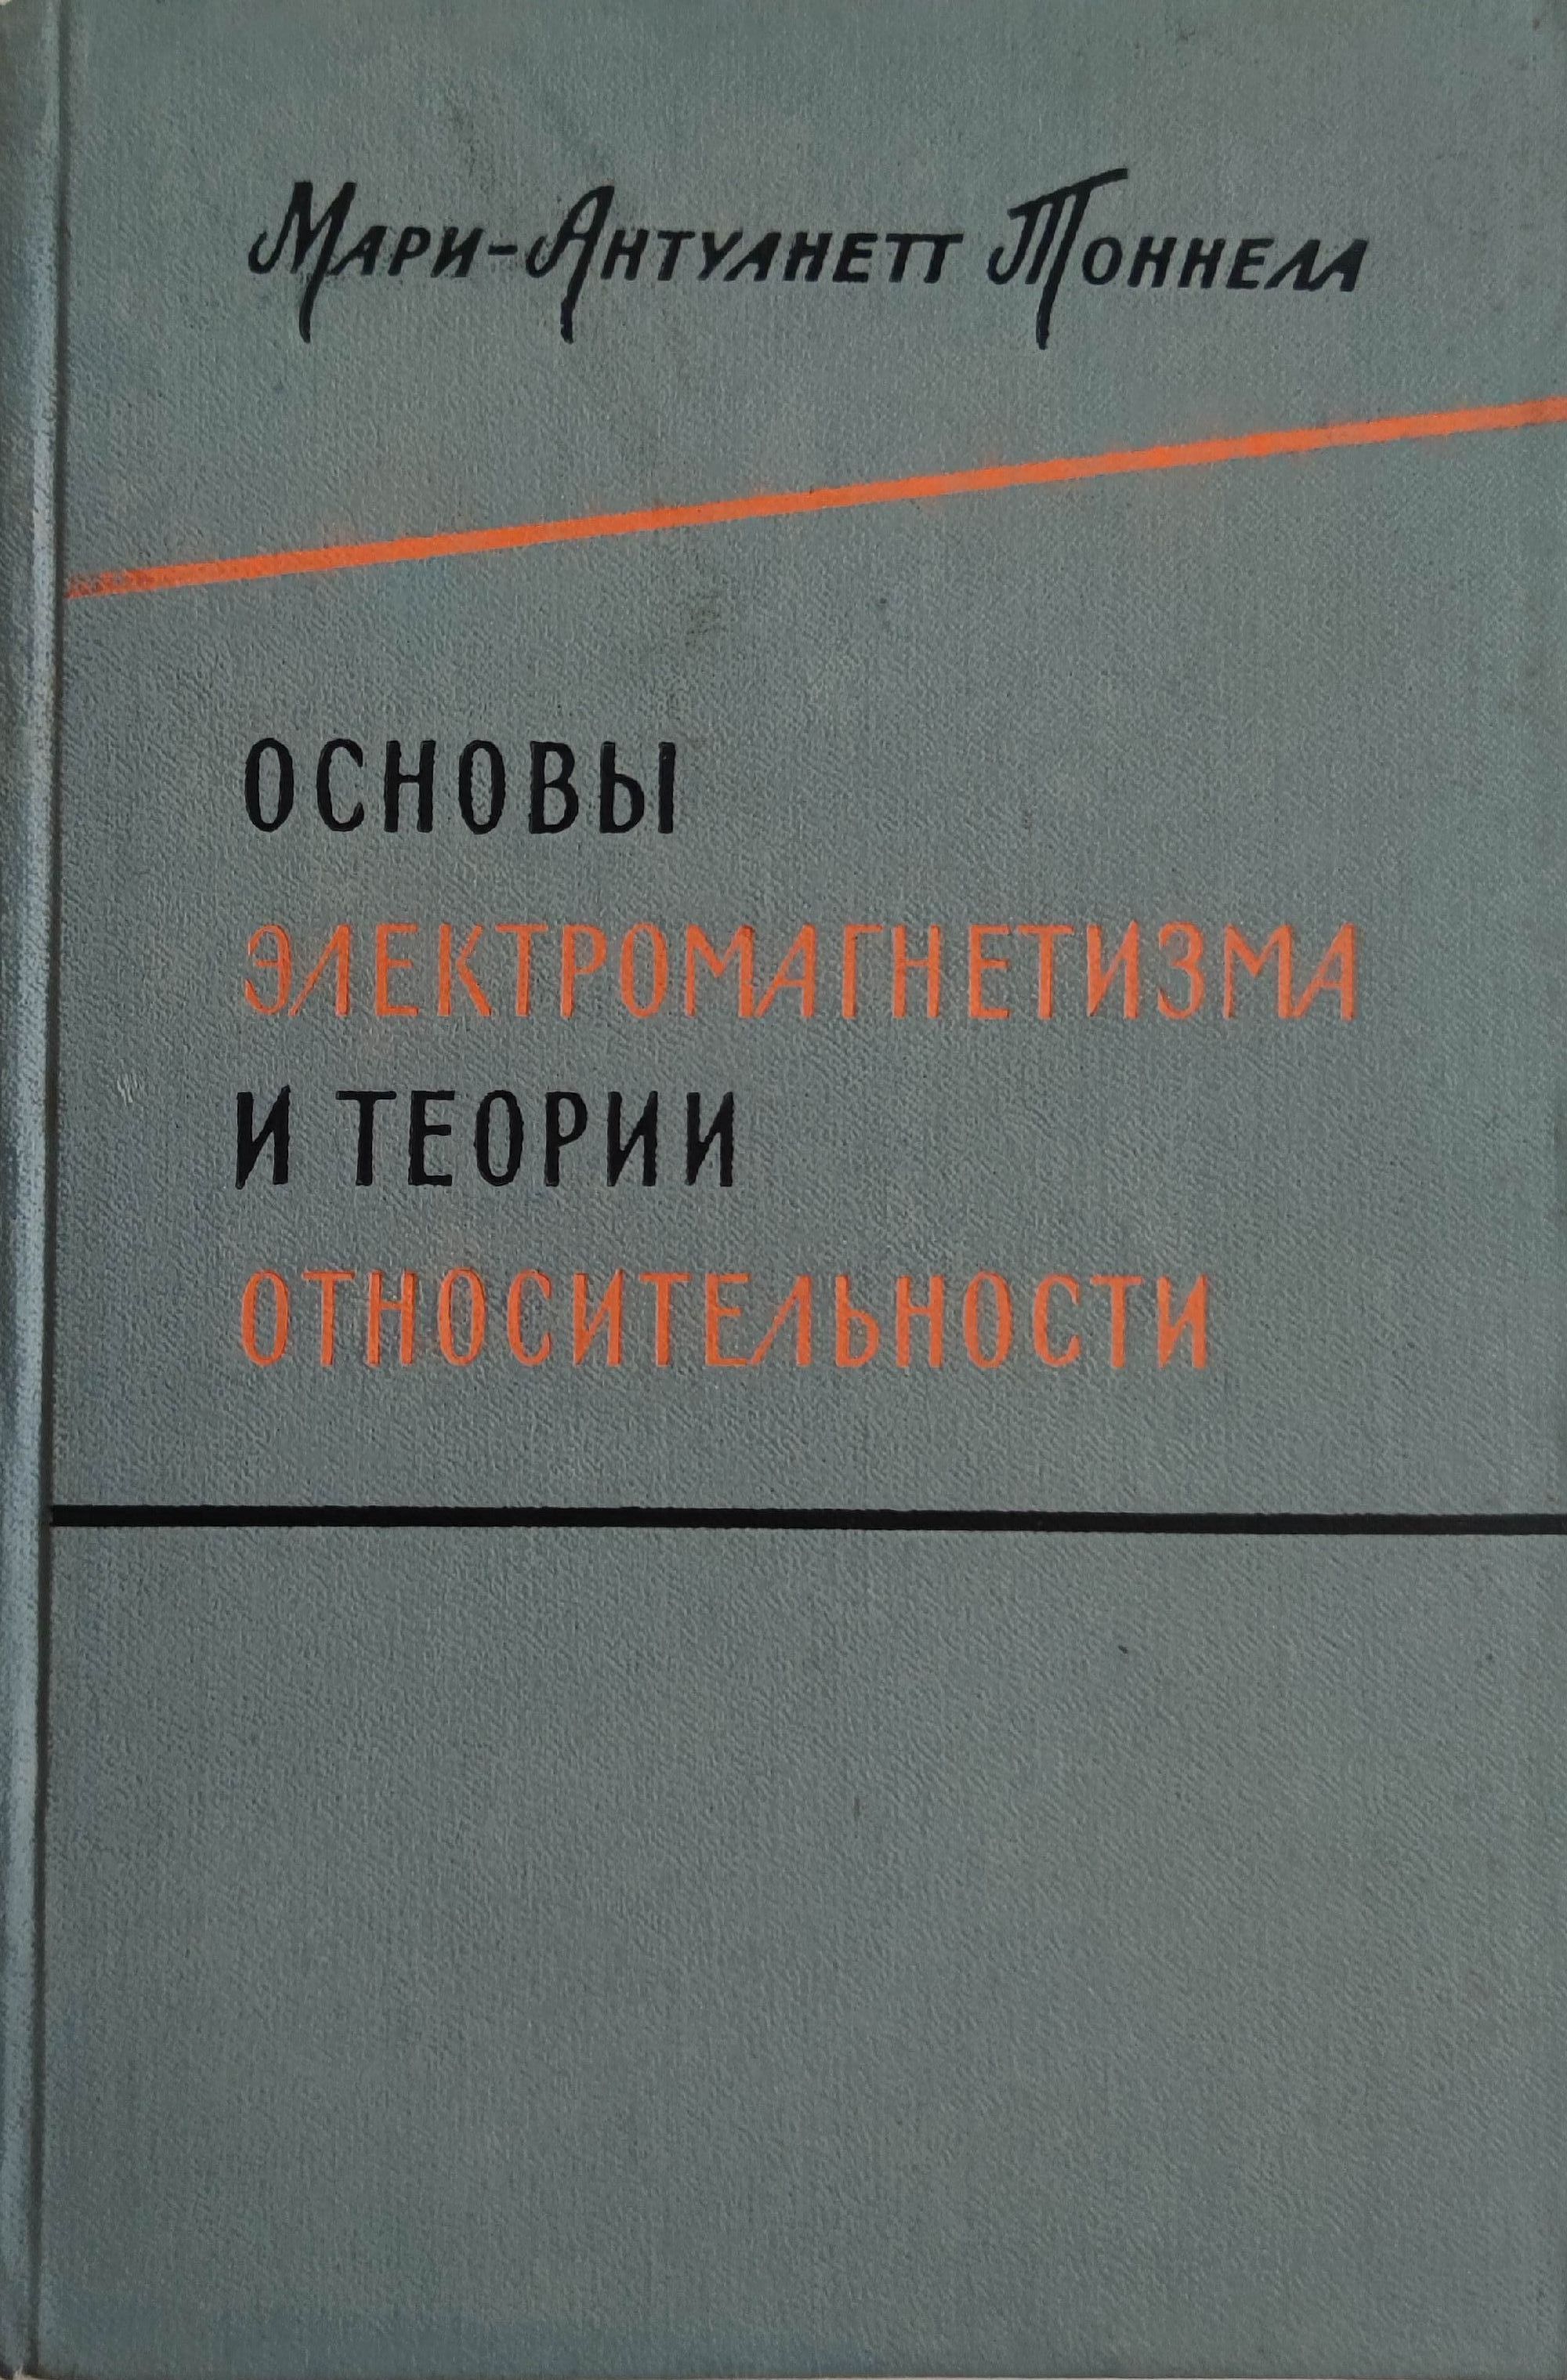 Мари-Антуанетт Тоннела
ОСНОВЫ
ЭЛЕКТРОМАГНЕТИЗМА
И ТЕОРИИ
ОТНОСИТЕЛЬНОСТИ